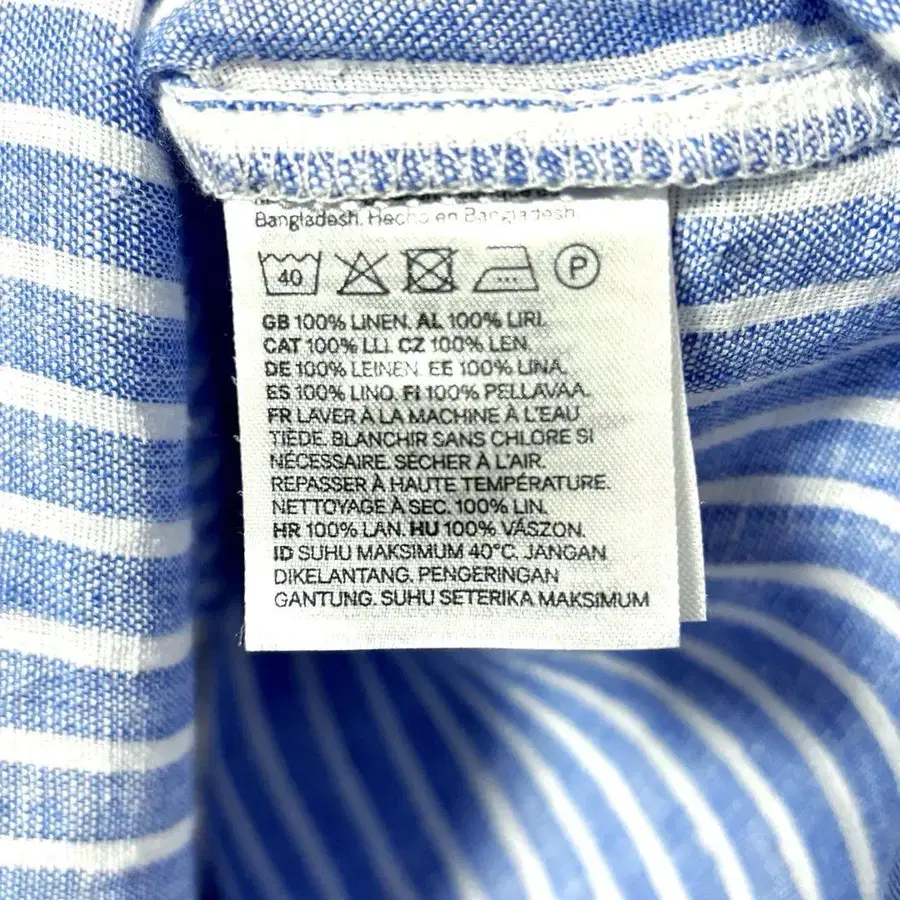 Bangladesh. Hecho en Bangladesh
40 P
GB 100% LINEN. AL 100% LIRI.
CAT 100% LLI. CZ 100% LEN.
DE 100% LEINEN. EE 100% LINA.
ES 100% LINO. FI 100% PELLAVAA.
FR LAVER À LA MACHINE À L'EAU
TIÈDE. BLANCHIR SANS CHLORE SI
NÉCESSAIRE. SÉCHER À L'AIR.
REPASSER À HAUTE TEMPÉRATURE.
NETTOYAGE À SEC. 100% LIN.
HR 100% LAN. HU 100% VÁSZON.
ID SUHU MAKSIMUM 40°C. JANGAN
DIKELANTANG. PENGERINGAN
GANTUNG. SUHU SETERIKA MAKSIMUM